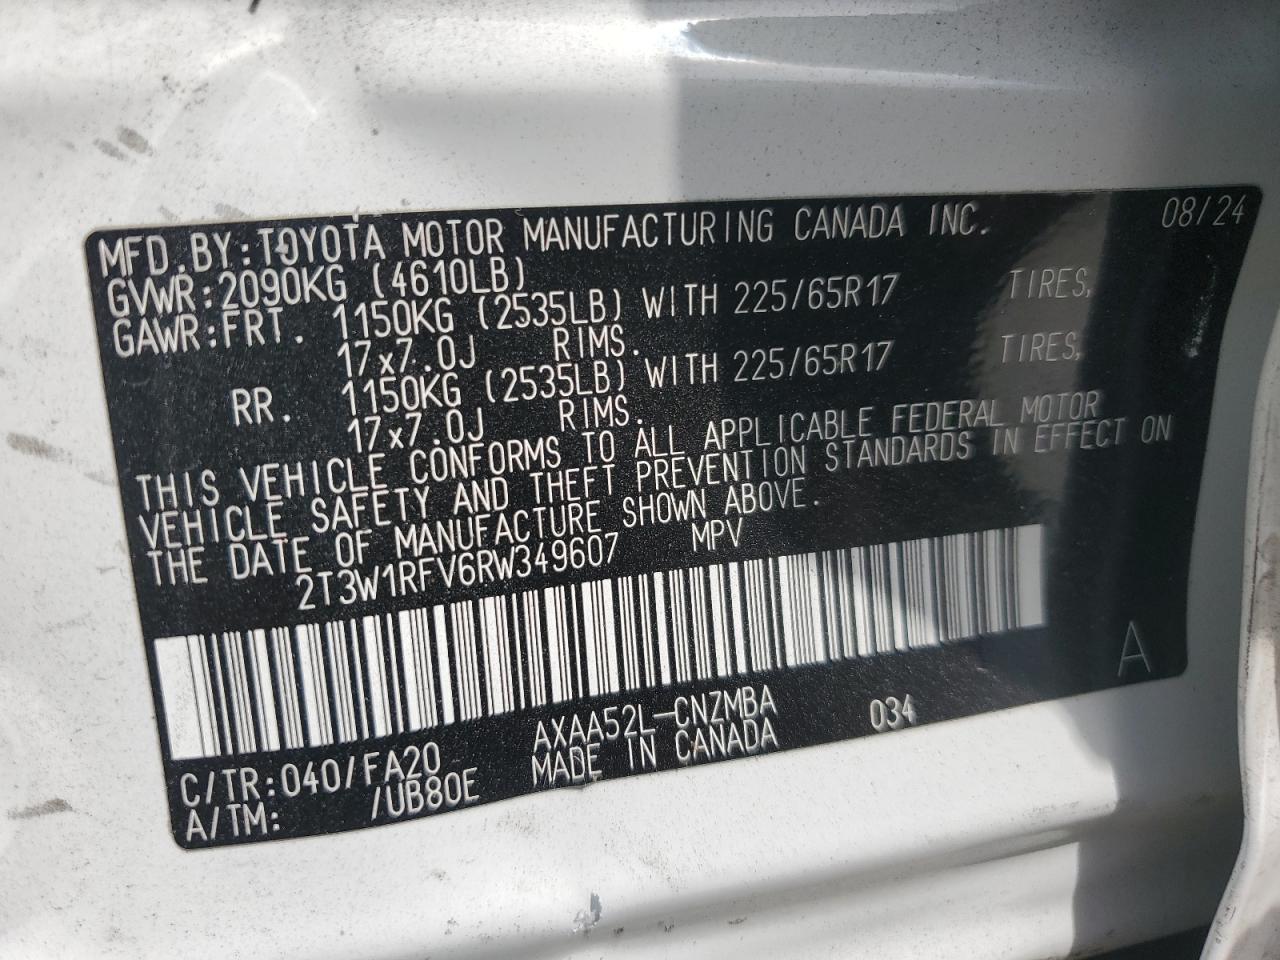 MFD.BY:TOYOTA MOTOR MANUFACTURING CANADA INC. 08/24
GVWR:2090KG (4610LB)
GAWR:FRT. 1150KG (2535LB) WITH 225/65R17 TIRES,
17x7.0J RIMS.
RR. 1150KG (2535LB) WITH 225/65R17 TIRES,
17x7.0J RIMS.
THIS VEHICLE CONFORMS TO ALL APPLICABLE FEDERAL MOTOR
VEHICLE SAFETY AND THEFT PREVENTION STANDARDS IN EFFECT ON
THE DATE OF MANUFACTURE SHOWN ABOVE.
2T3W1RFV6RW349607 MPV
A
C/TR:040/FA20 AXAA52L-CNZMBA 034
A/TM: /UB80E MADE IN CANADA